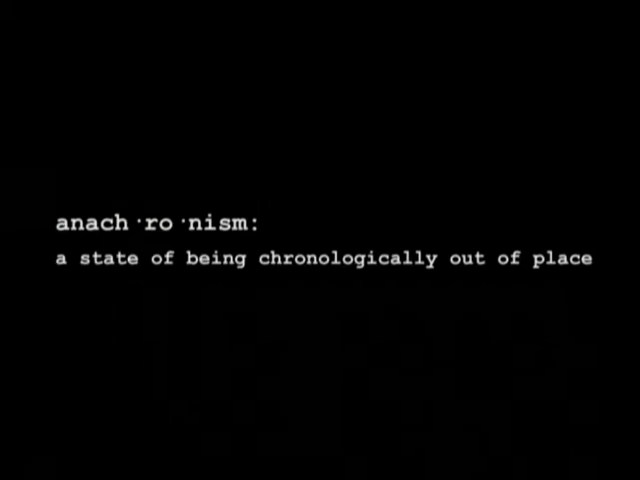 anach·ro·nism:
a state of being chronologically out of place